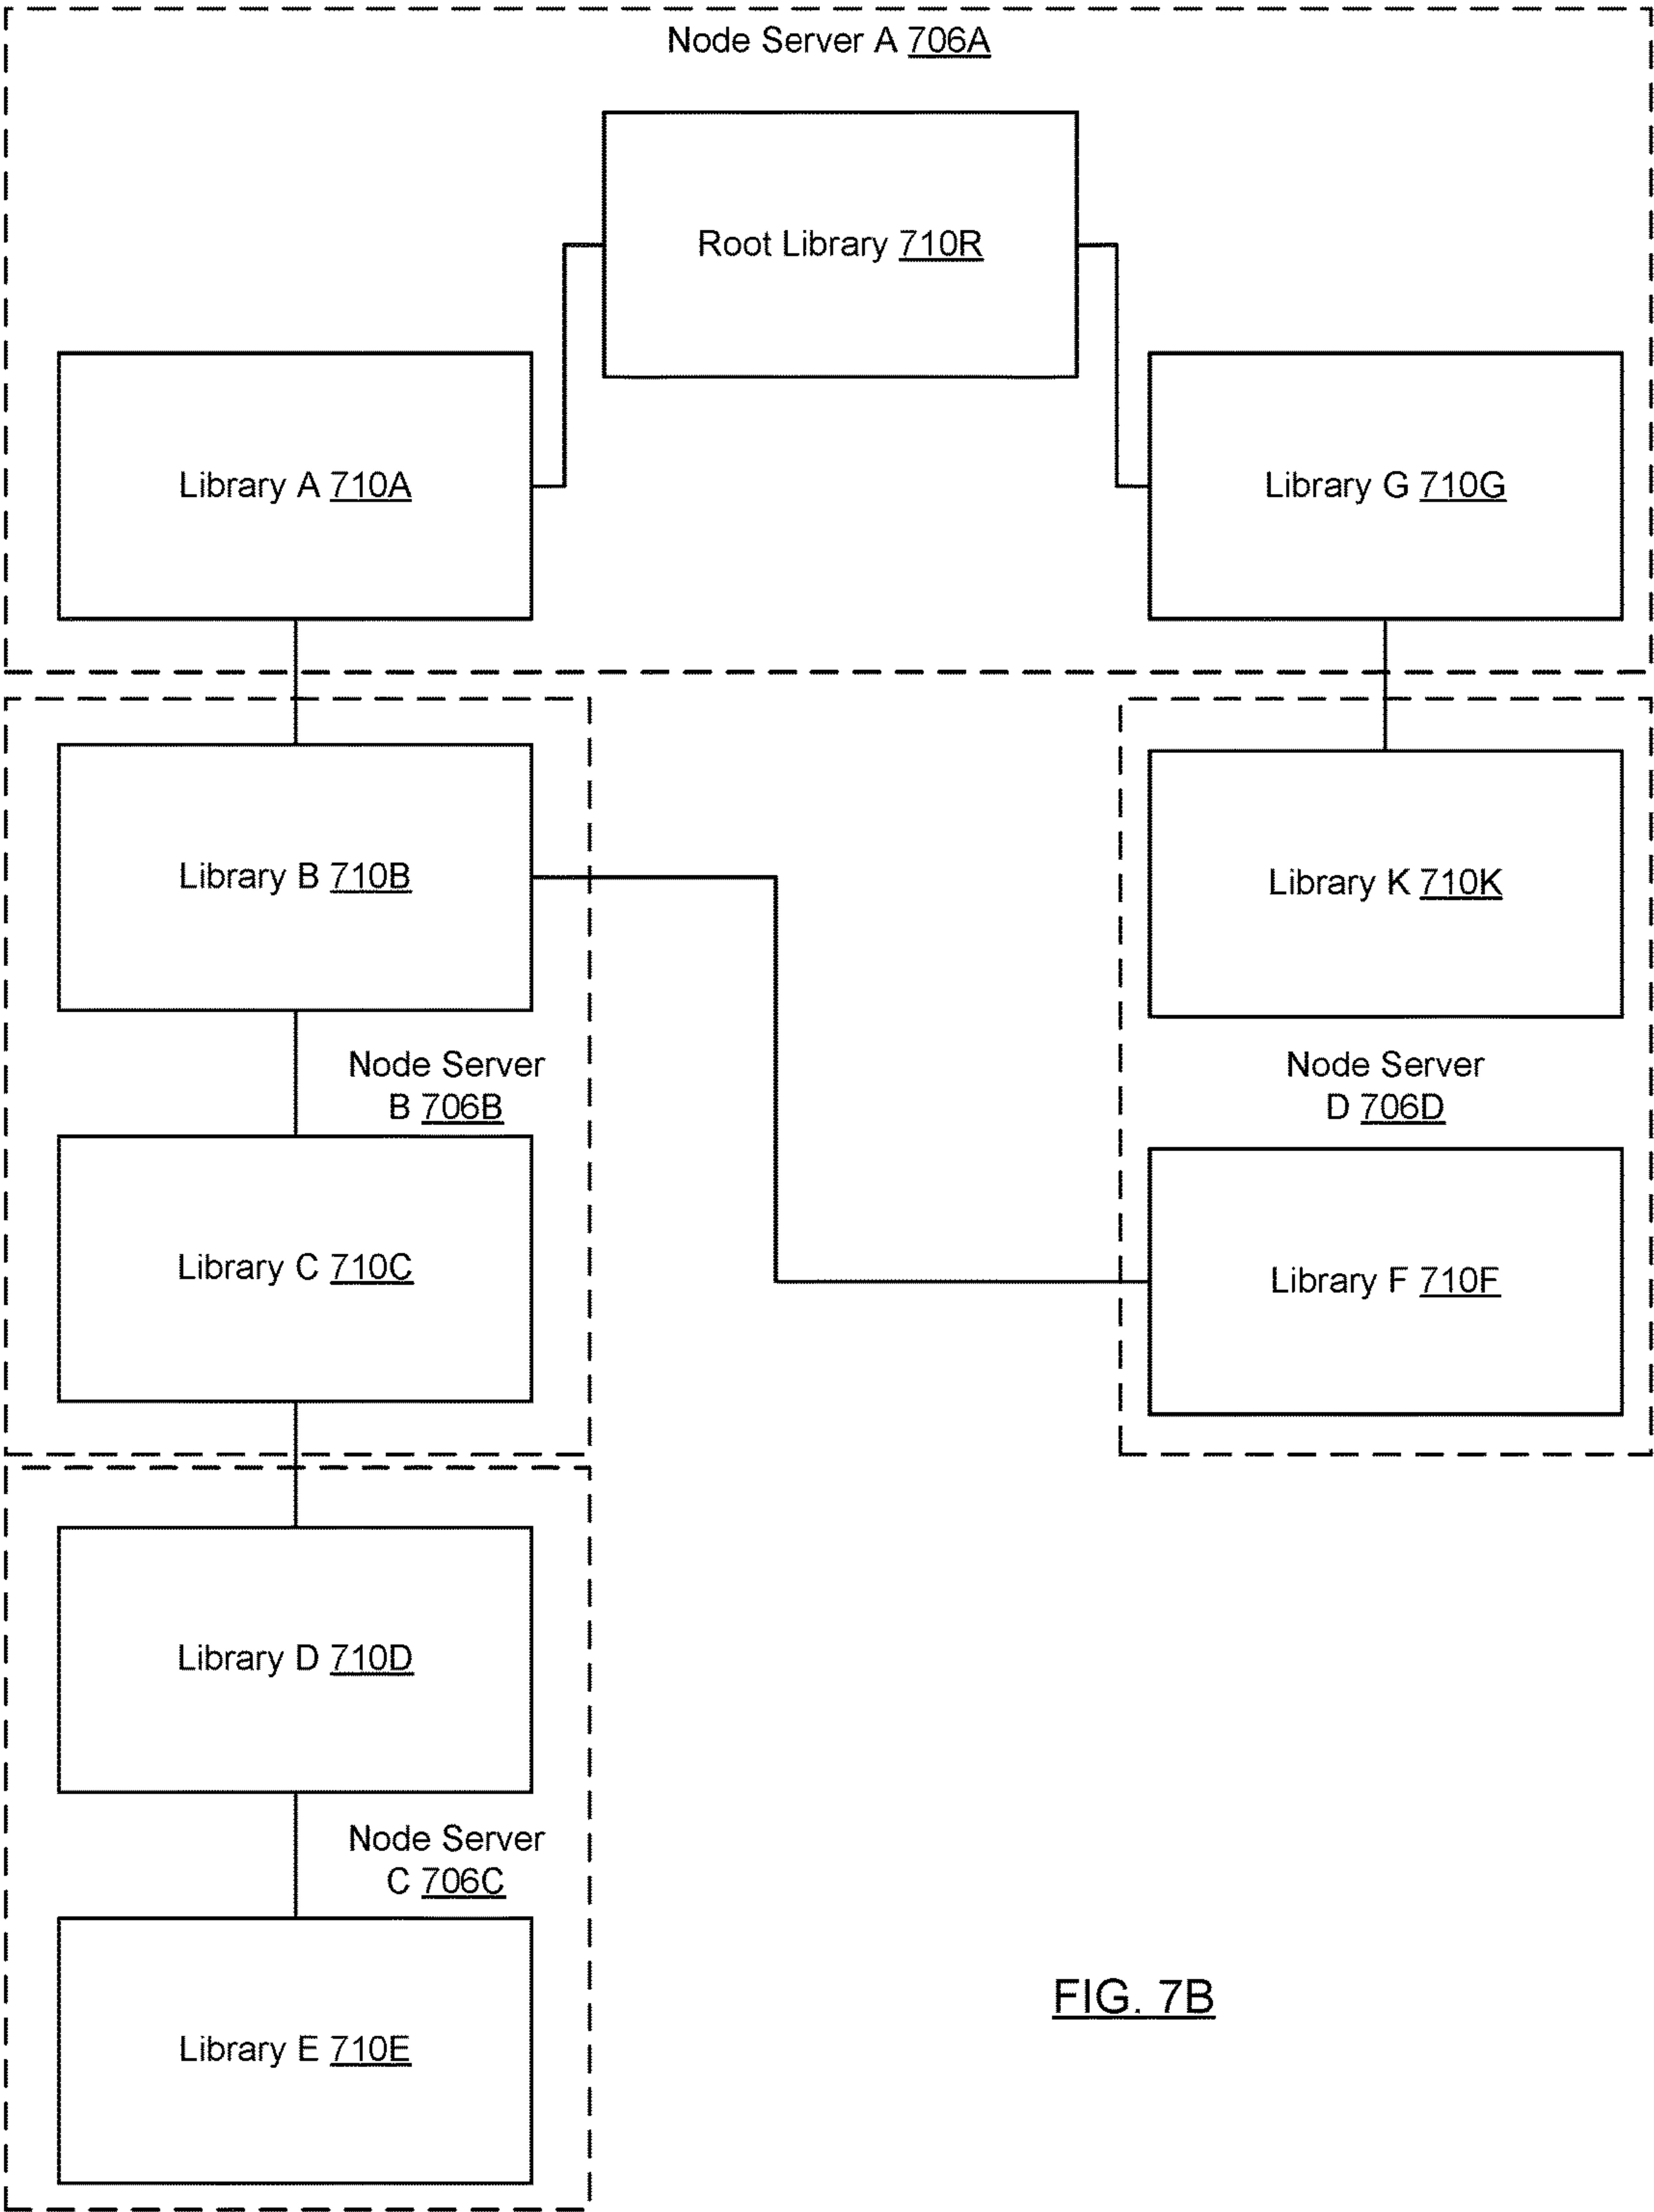 Node Server A 706A
Root Library 710R
Library A 710A
Library G 710G
Library B 710B
Library K 710K
Node Server
B 706B
Node Server
D 706D
Library C 710C
Library F 710F
Library D 710D
Node Server
C 706C
Library E 710E
FIG. 7B